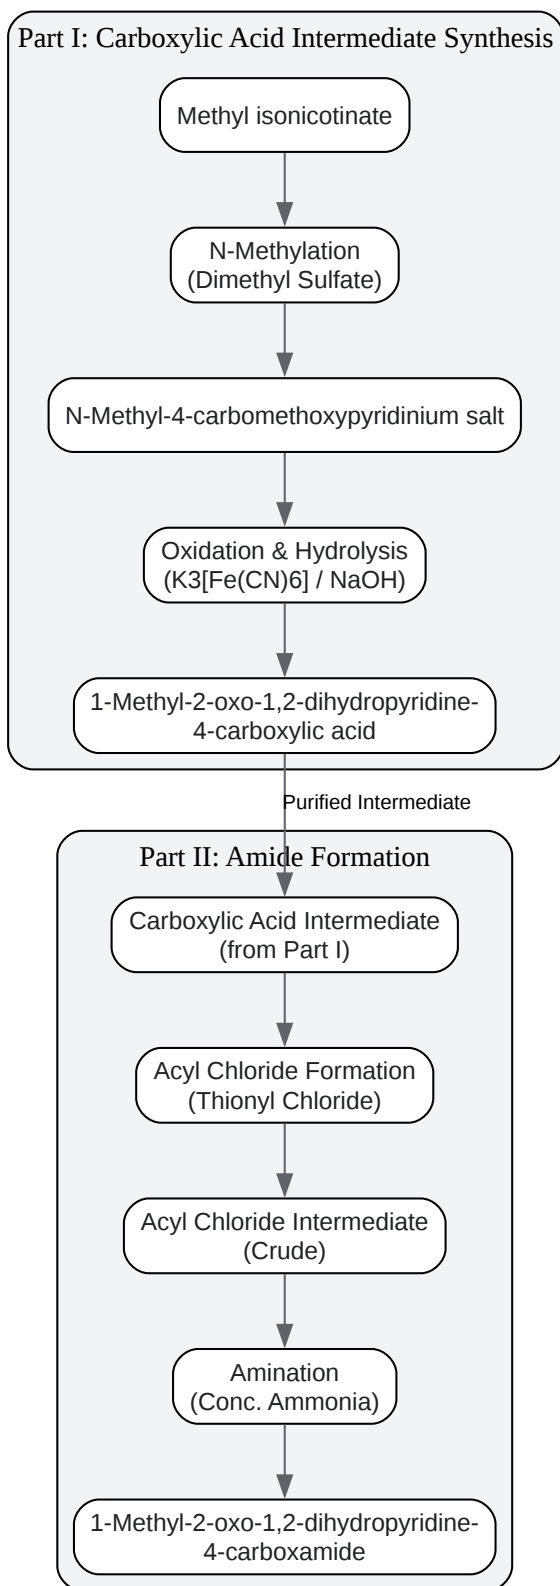 Part I: Carboxylic Acid Intermediate Synthesis
Methyl isonicotinate
N-Methylation
(Dimethyl Sulfate)
N-Methyl-4-carbomethoxypyridinium salt
Oxidation & Hydrolysis
(K3[Fe(CN)6] / NaOH)
1-Methyl-2-oxo-1,2-dihydropyridine-
4-carboxylic acid
Purified Intermediate
Part II: Amide Formation
Carboxylic Acid Intermediate
(from Part I)
Acyl Chloride Formation
(Thionyl Chloride)
Acyl Chloride Intermediate
(Crude)
Amination
(Conc. Ammonia)
1-Methyl-2-oxo-1,2-dihydropyridine-
4-carboxamide